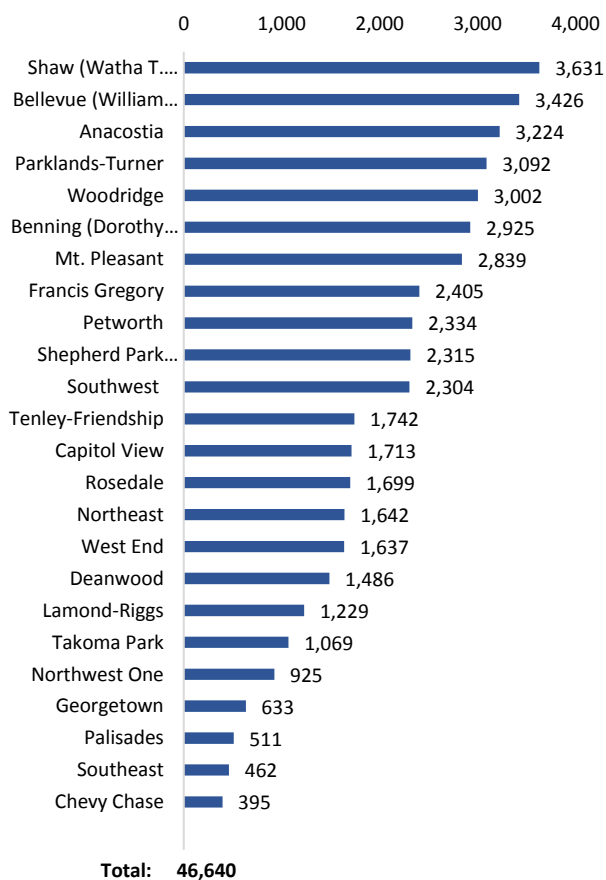 0 1,000 2,000 3,000 4,000
Shaw (Watha T.... 3,631
Bellevue (William... 3,426
Anacostia 3,224
Parklands-Turner 3,092
Woodridge 3,002
Benning (Dorothy... 2,925
Mt. Pleasant 2,839
Francis Gregory 2,405
Petworth 2,334
Shepherd Park... 2,315
Southwest 2,304
Tenley-Friendship 1,742
Capitol View 1,713
Rosedale 1,699
Northeast 1,642
West End 1,637
Deanwood 1,486
Lamond-Riggs 1,229
Takoma Park 1,069
Northwest One 925
Georgetown 633
Palisades 511
Southeast 462
Chevy Chase 395
Total: 46,640